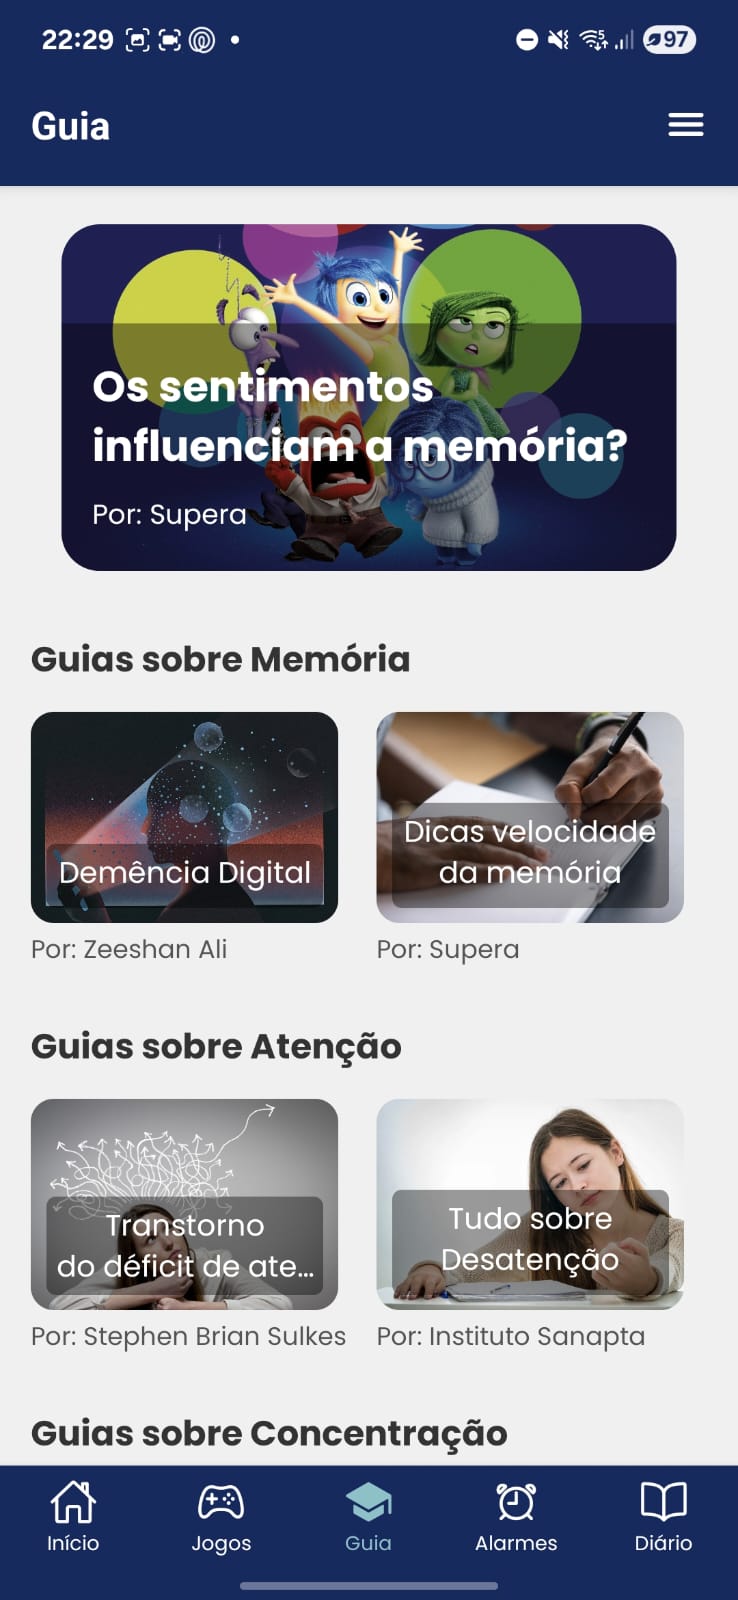 22:29
5
97
Guia
Os sentimentos
influenciam a memória?
Por: Supera
Guias sobre Memória
Demência Digital
Dicas velocidade
da memória
Por: Zeeshan Ali
Por: Supera
Guias sobre Atenção
Transtorno
do déficit de ate...
Tudo sobre
Desatenção
Por: Stephen Brian Sulkes
Por: Instituto Sanapta
Guias sobre Concentração
Início
Jogos
Guia
Alarmes
Diário